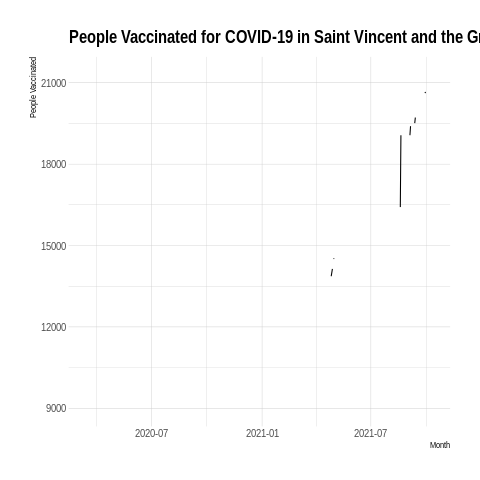 People Vaccinated for COVID-19 in Saint Vincent and the Gr
People Vaccinated
21000
18000
15000
12000
9000
2020-07
2021-01
2021-07
Month